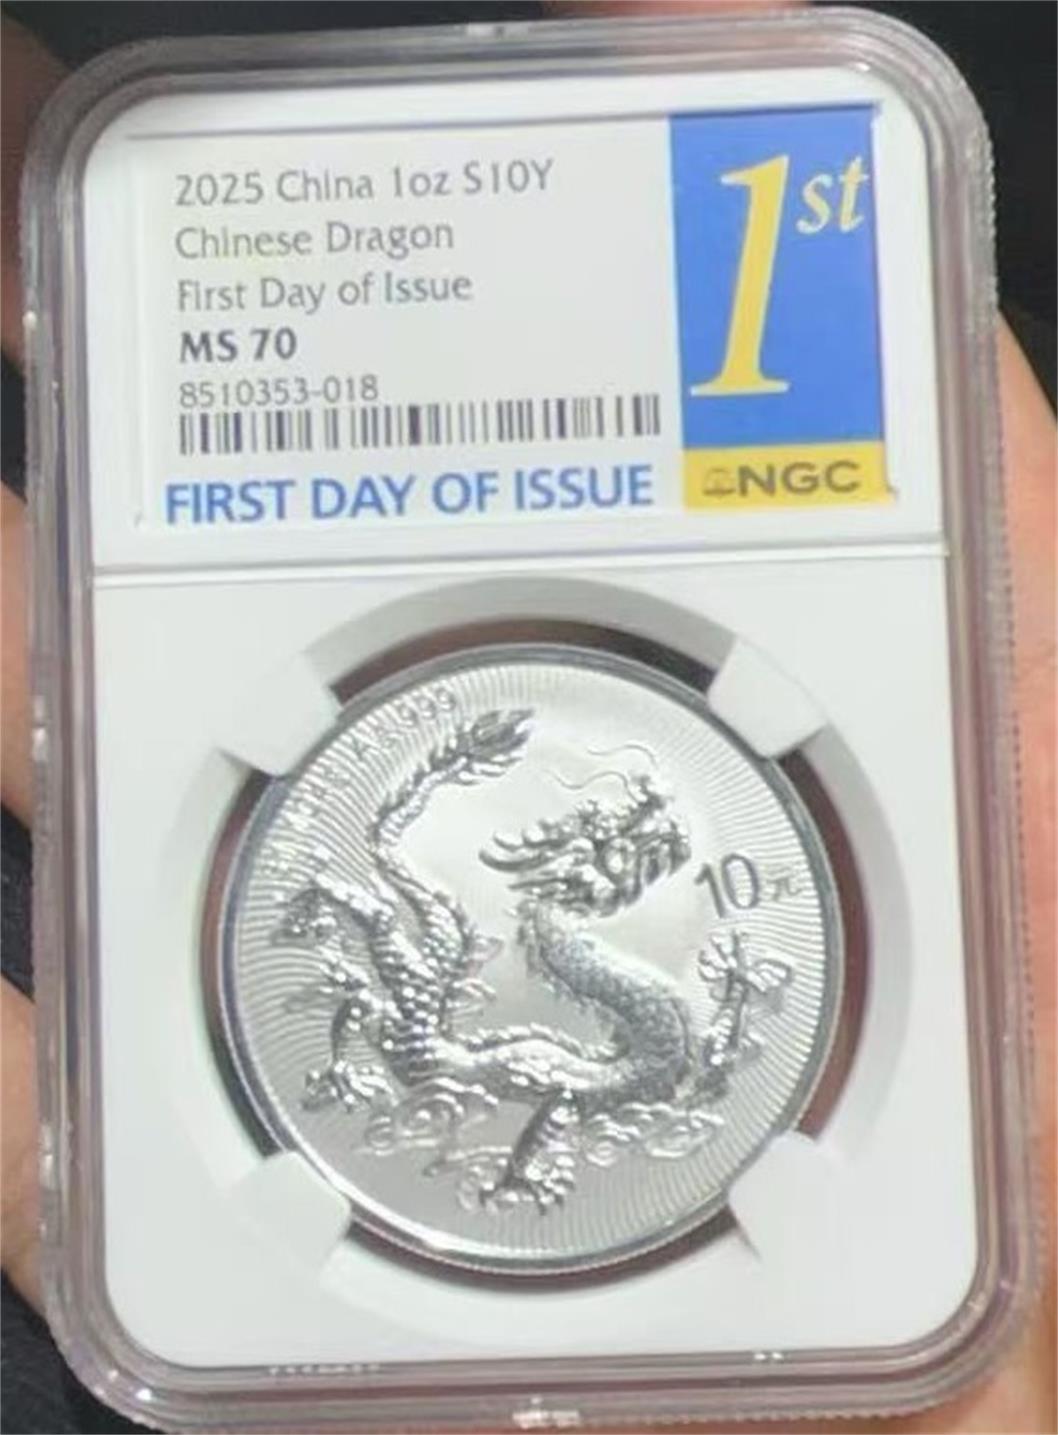 2025 China 1oz S10Y
Chinese Dragon
First Day of Issue
MS 70
8510353-018
FIRST DAY OF ISSUE
1st
NGC
999
10元